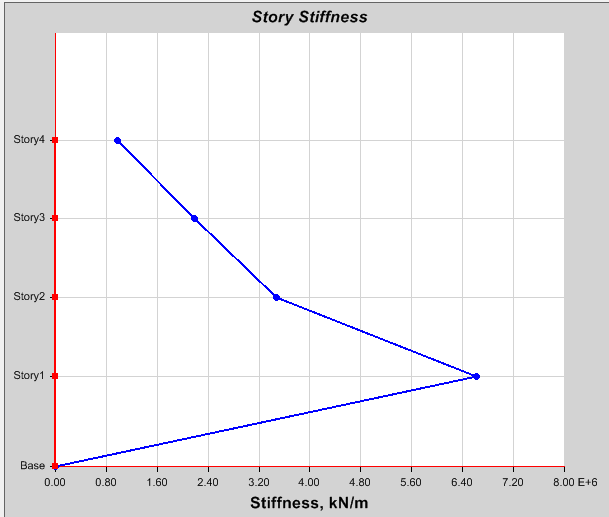 Story Stiffness
Story4
Story3
Story2
Story1
Base
0.00 0.80 1.60 2.40 3.20 4.00 4.80 5.60 6.40 7.20 8.00 E+6
Stiffness, kN/m